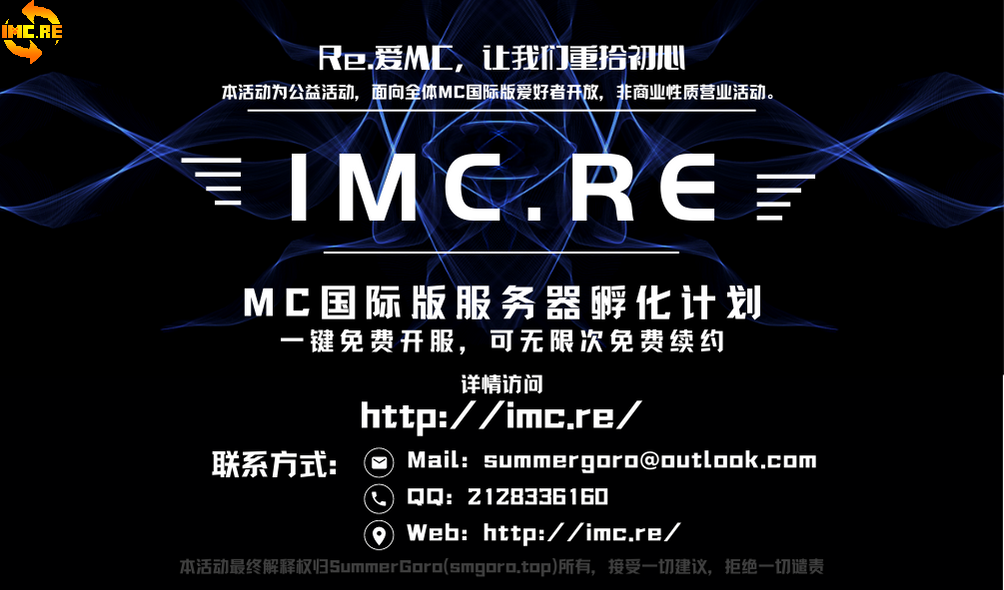 IMC.RE
Re.爱MC，让我们重拾初心
本活动为公益活动，面向全体MC国际版爱好者开放，非商业性质营业活动。
IMC.RE
MC国际版服务器孵化计划
一键免费开服，可无限次免费续约
详情访问
http://imc.re/
联系方式：
Mail：summergoro@outlook.com
QQ：2128336160
Web：http://imc.re/
本活动最终解释权归SummerGoro(smgoro.top)所有，接受一切建议，拒绝一切谴责